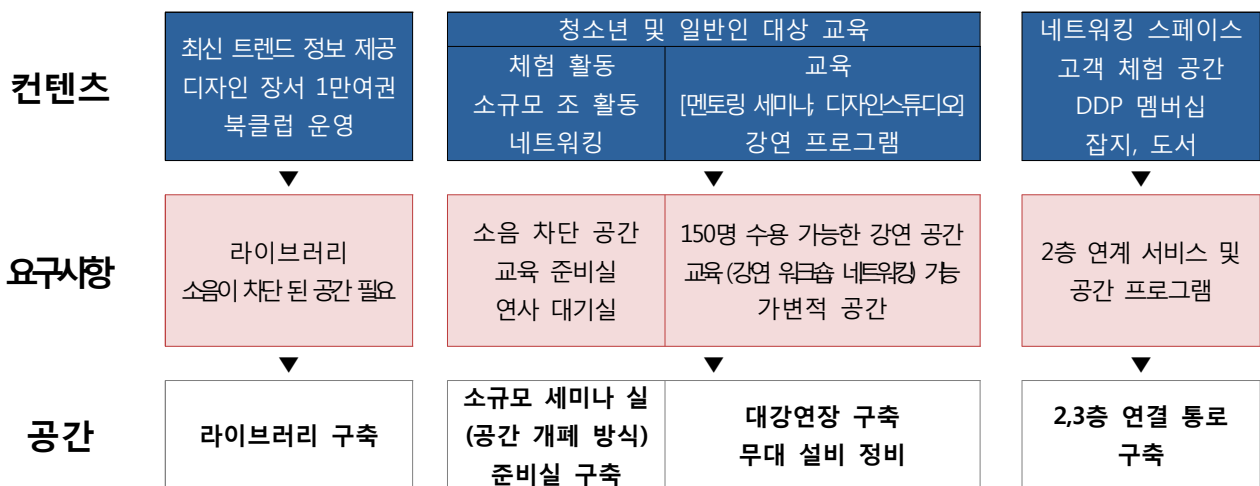 컨텐츠
최신 트렌드 정보 제공
디자인 장서 1만여권
북클럽 운영
청소년 및 일반인 대상 교육
체험 활동
소규모 조 활동
네트워킹
교육
[멘토링 세미나, 디자인스튜디오]
강연 프로그램
네트워킹 스페이스
고객 체험 공간
DDP 멤버십
잡지, 도서
▼
▼
▼
요구사항
라이브러리
소음이 차단 된 공간 필요
소음 차단 공간
교육 준비실
연사 대기실
150명 수용 가능한 강연 공간
교육(강연 워크숍 네트워킹) 가능
가변적 공간
2층 연계 서비스 및
공간 프로그램
▼
▼
▼
공간
라이브러리 구축
소규모 세미나 실
(공간 개폐 방식)
준비실 구축
대강연장 구축
무대 설비 정비
2,3층 연결 통로
구축